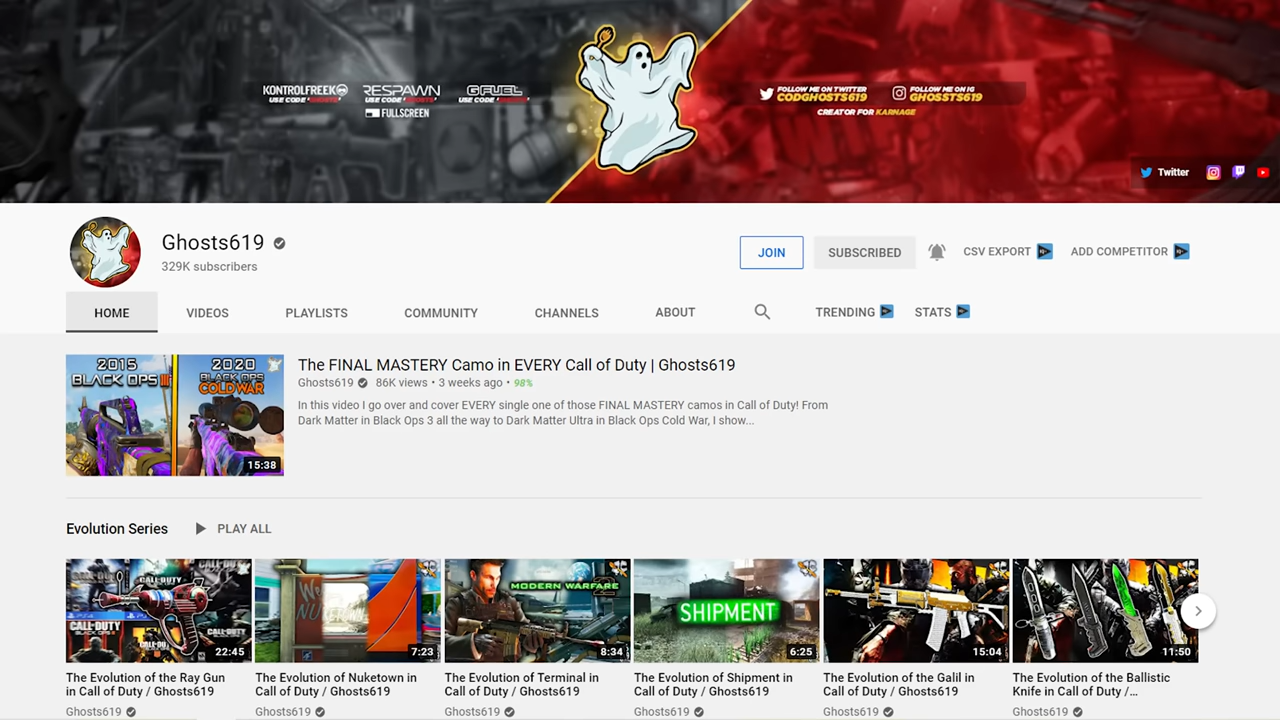 KONTROLFREEK
USE CODE "GHOSTS"
RESPAWN
USE CODE "GHOSTS"
G FUEL
USE CODE
FULLSCREEN
FOLLOW ME ON TWITTER
CODGHOSTS619
FOLLOW ME ON IG
GHOSSTS619
CREATOR FOR KARNAGE
Twitter
Ghosts619
329K subscribers
JOIN
SUBSCRIBED
CSV EXPORT
ADD COMPETITOR
HOME
VIDEOS
PLAYLISTS
COMMUNITY
CHANNELS
ABOUT
TRENDING
STATS
2015
BLACK OPS III
2020
BLACK OPS
COLD WAR
15:38
The FINAL MASTERY Camo in EVERY Call of Duty | Ghosts619
Ghosts619 86K views • 3 weeks ago • 98%
In this video I go over and cover EVERY single one of those FINAL MASTERY camos in Call of Duty! From
Dark Matter in Black Ops 3 all the way to Dark Matter Ultra in Black Ops Cold War, I show...
Evolution Series
PLAY ALL
CALL OF DUTY
CALL OF DUTY
BLACK OPS II
22:45
7:23
MODERN WARFARE 2
8:34
SHIPMENT
6:25
15:04
11:50
The Evolution of the Ray Gun
in Call of Duty / Ghosts619
Ghosts619
The Evolution of Nuketown in
Call of Duty / Ghosts619
Ghosts619
The Evolution of Terminal in
Call of Duty / Ghosts619
Ghosts619
The Evolution of Shipment in
Call of Duty / Ghosts619
Ghosts619
The Evolution of the Galil in
Call of Duty / Ghosts619
Ghosts619
The Evolution of the Ballistic
Knife in Call of Duty /...
Ghosts619